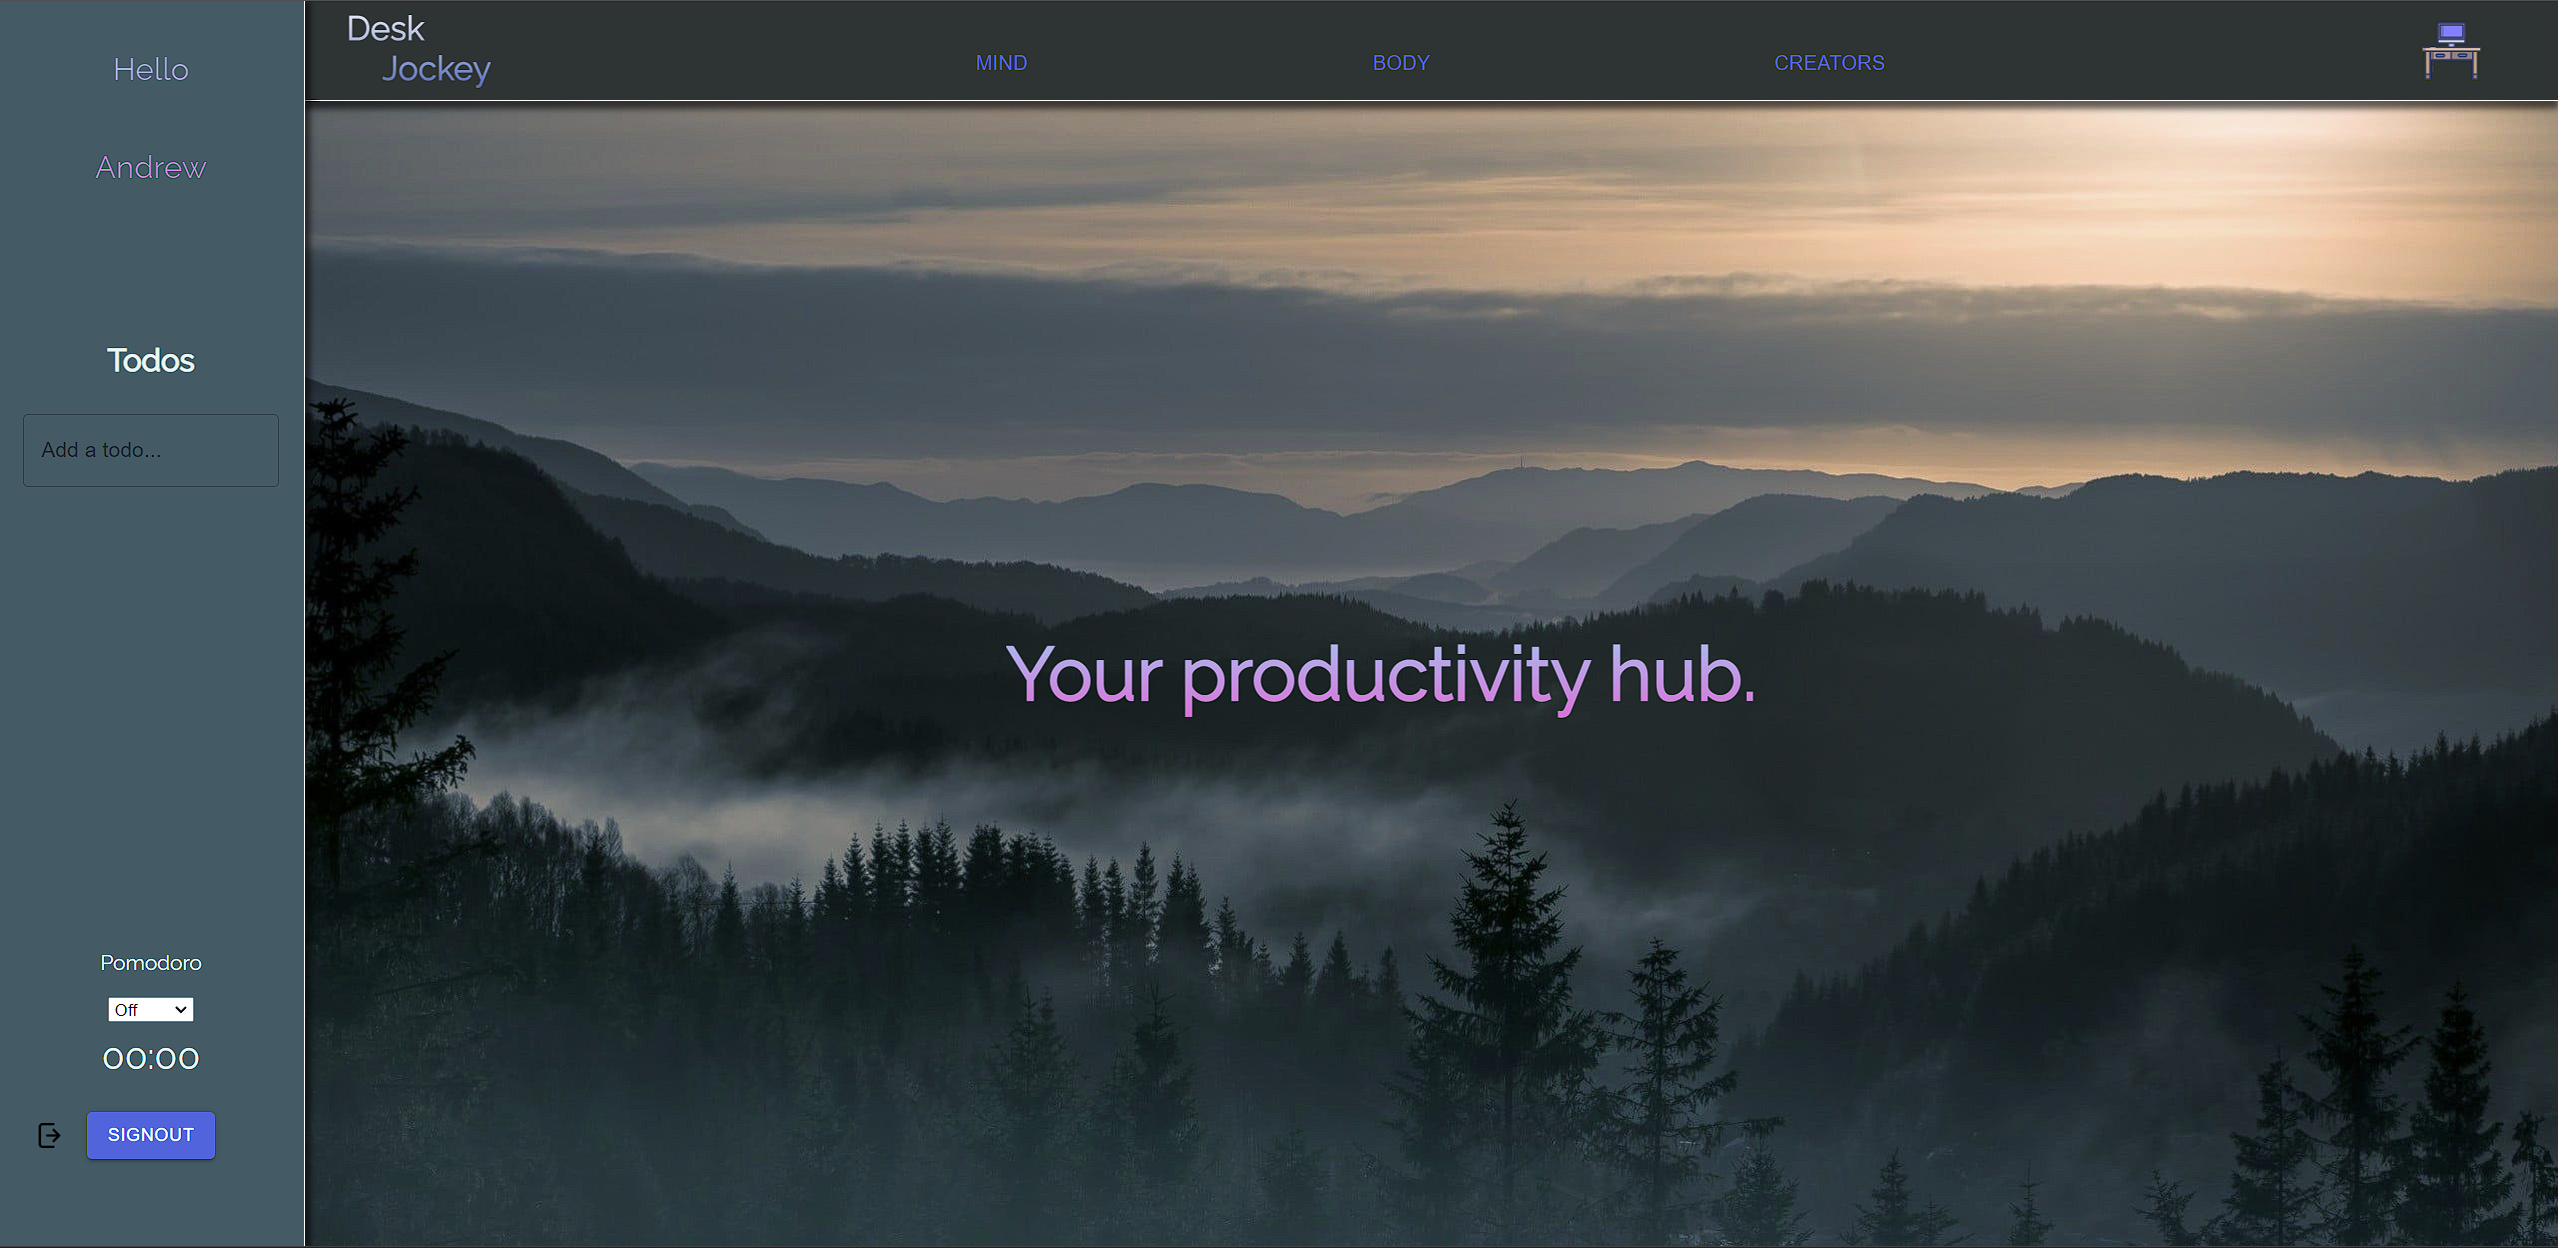 Hello
Andrew
Todos
Add a todo...
Pomodoro
Off
00:00
SIGNOUT
Desk
Jockey
MIND
BODY
CREATORS
Your productivity hub.